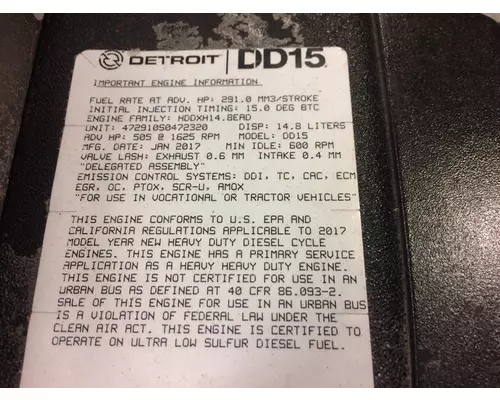 DETROIT DD15
IMPORTANT ENGINE INFORMATION
FUEL RATE AT ADV. HP: 291.0 MM3/STROKE
INITIAL INJECTION TIMING: 15.0 DEG BTC
ENGINE FAMILY: HDDXH14.8EAD
UNIT: 472910S0472320 DISP: 14.8 LITERS
ADV HP: 505 @ 1625 RPM MODEL: DD15
MFG. DATE: JAN 2017 MIN IDLE: 600 RPM
VALVE LASH: EXHAUST 0.6 MM INTAKE 0.4 MM
"DELEGATED ASSEMBLY"
EMISSION CONTROL SYSTEMS: DDI, TC, CAC, ECM
EGR, OC, PTOX, SCR-U, AMOX
"FOR USE IN VOCATIONAL OR TRACTOR VEHICLES"
THIS ENGINE CONFORMS TO U.S. EPA AND
CALIFORNIA REGULATIONS APPLICABLE TO 2017
MODEL YEAR NEW HEAVY DUTY DIESEL CYCLE
ENGINES. THIS ENGINE HAS A PRIMARY SERVICE
APPLICATION AS A HEAVY HEAVY DUTY ENGINE.
THIS ENGINE IS NOT CERTIFIED FOR USE IN AN
URBAN BUS AS DEFINED AT 40 CFR 86.093-2.
SALE OF THIS ENGINE FOR USE IN AN URBAN BUS
IS A VIOLATION OF FEDERAL LAW UNDER THE
CLEAN AIR ACT. THIS ENGINE IS CERTIFIED TO
OPERATE ON ULTRA LOW SULFUR DIESEL FUEL.